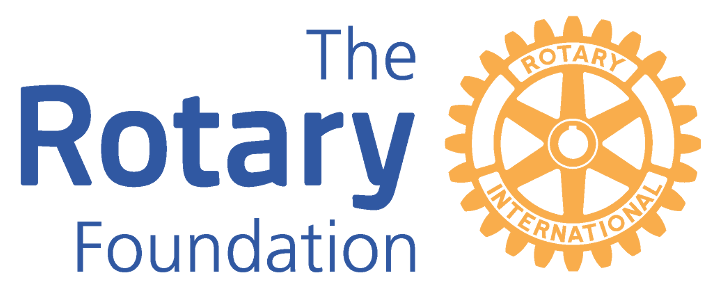 The
Rotary
Foundation
ROTARY
INTERNATIONAL